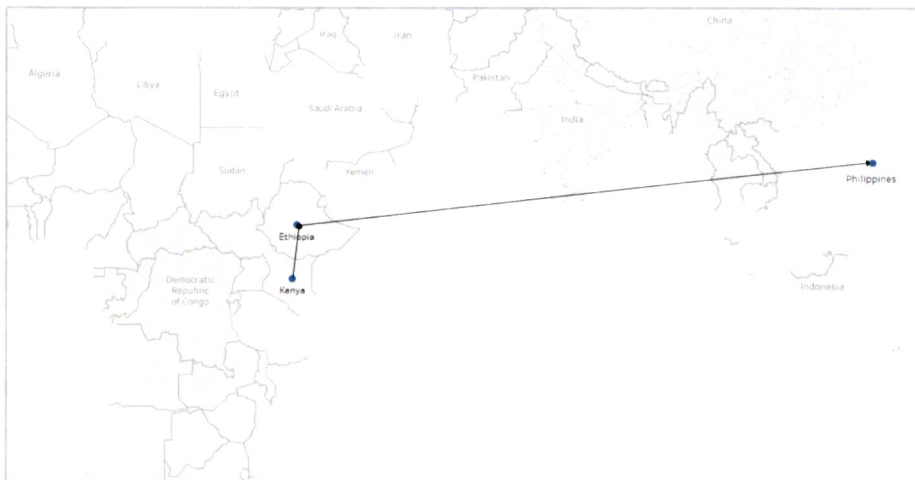 China
Iraq
Iran
Algeria
Libya
Egypt
Pakistan
Saudi Arabia
India
Sudan
Yemen
Philippines
Ethiopia
Democratic
Republic
of Congo
Kenya
Indonesia